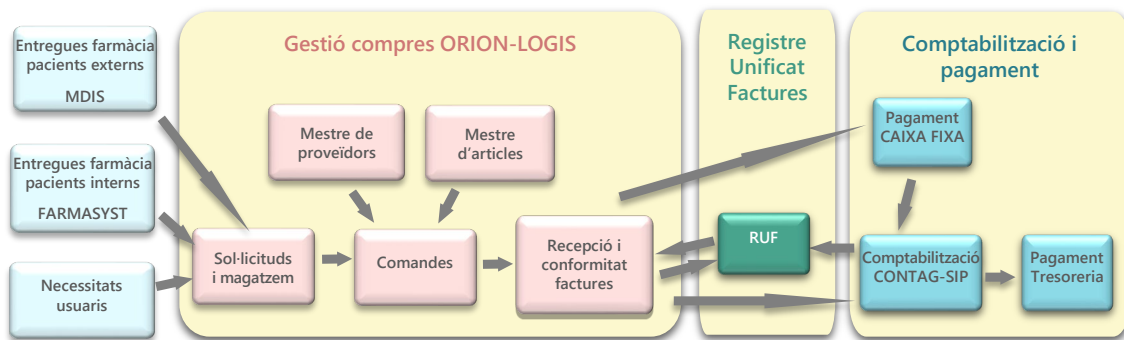 Entregues farmàcia
pacients externs
MDIS
Entregues farmàcia
pacients interns
FARMASYST
Necessitats
usuaris
Gestió compres ORION-LOGIS
Mestre de
proveïdors
Mestre
d'articles
Sol·licituds
i magatzem
Comandes
Recepció i
conformitat
factures
Registre
Unificat
Factures
RUF
Comptabilització i
pagament
Pagament
CAIXA FIXA
Comptabilització
CONTAG-SIP
Pagament
Tresoreria